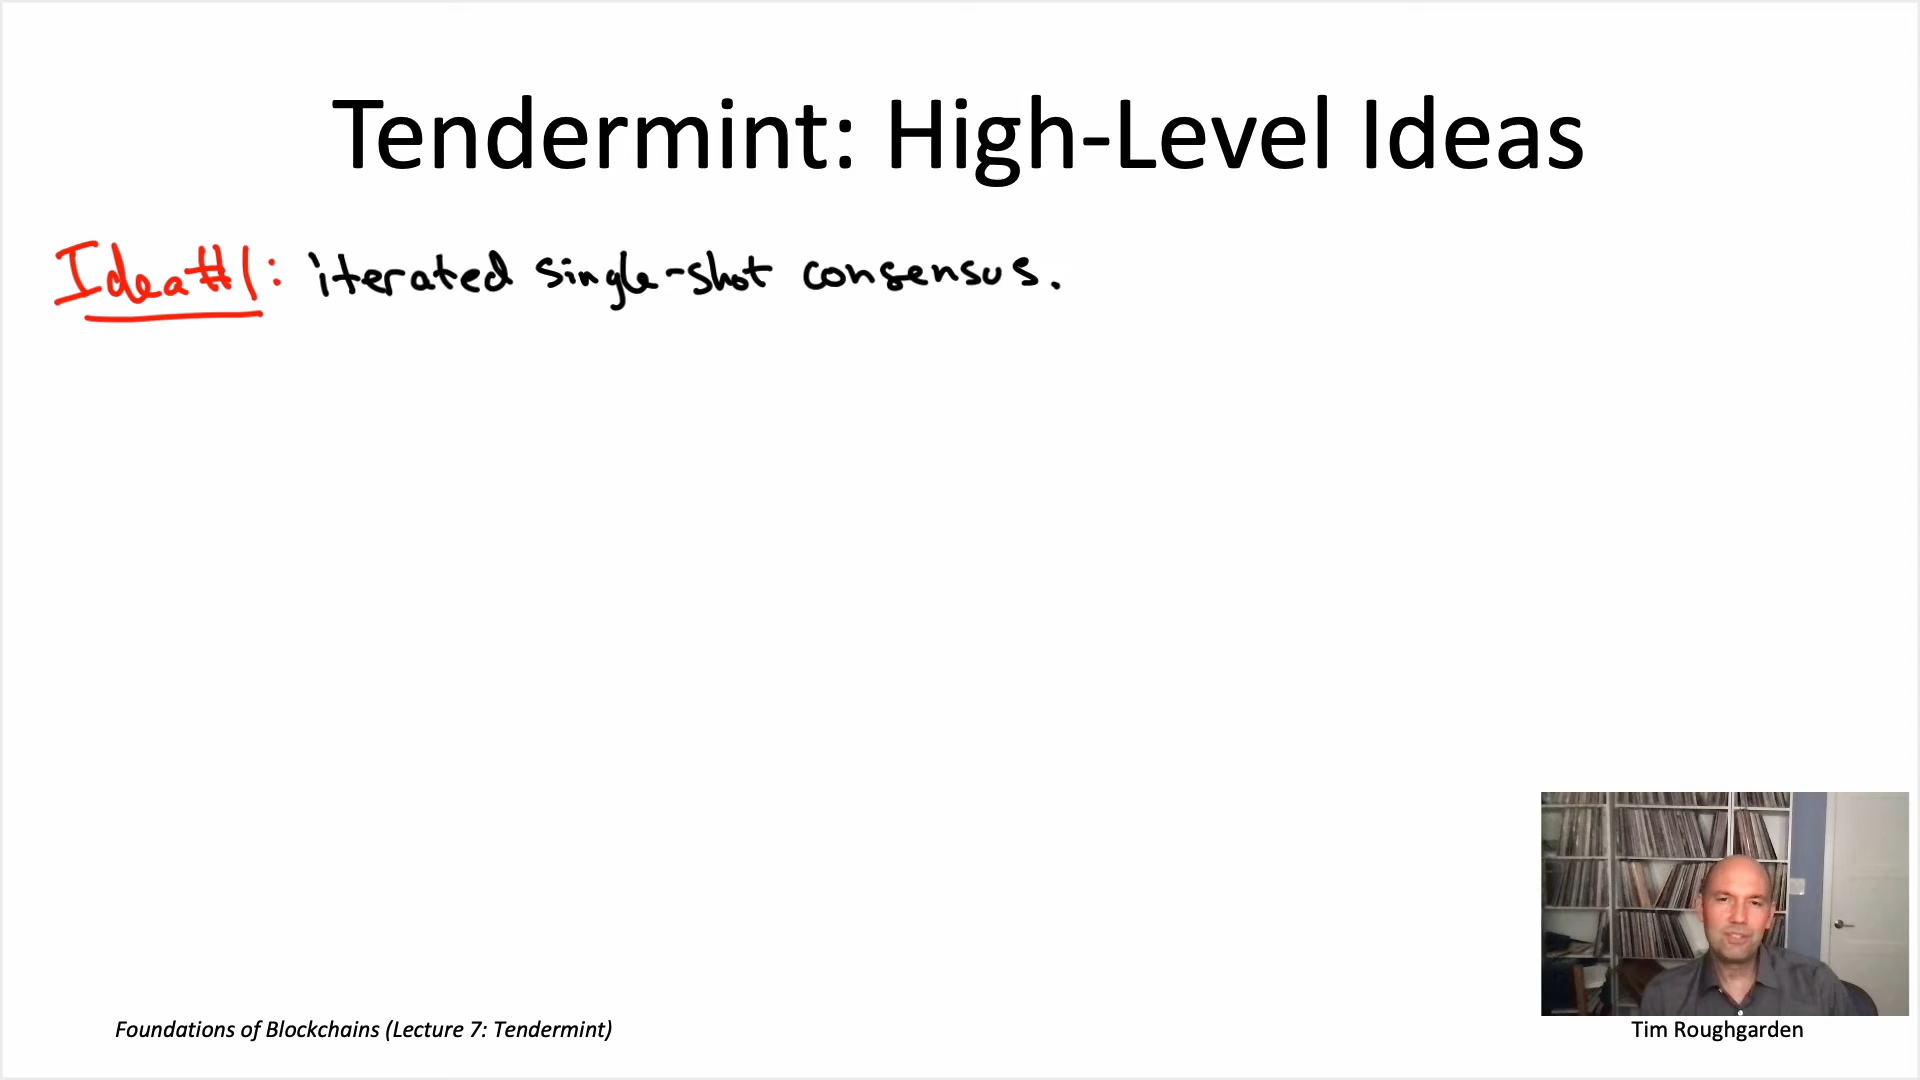 Tendermint: High-Level Ideas
Idea#1: iterated single-shot consensus.
Foundations of Blockchains (Lecture 7: Tendermint)
Tim Roughgarden